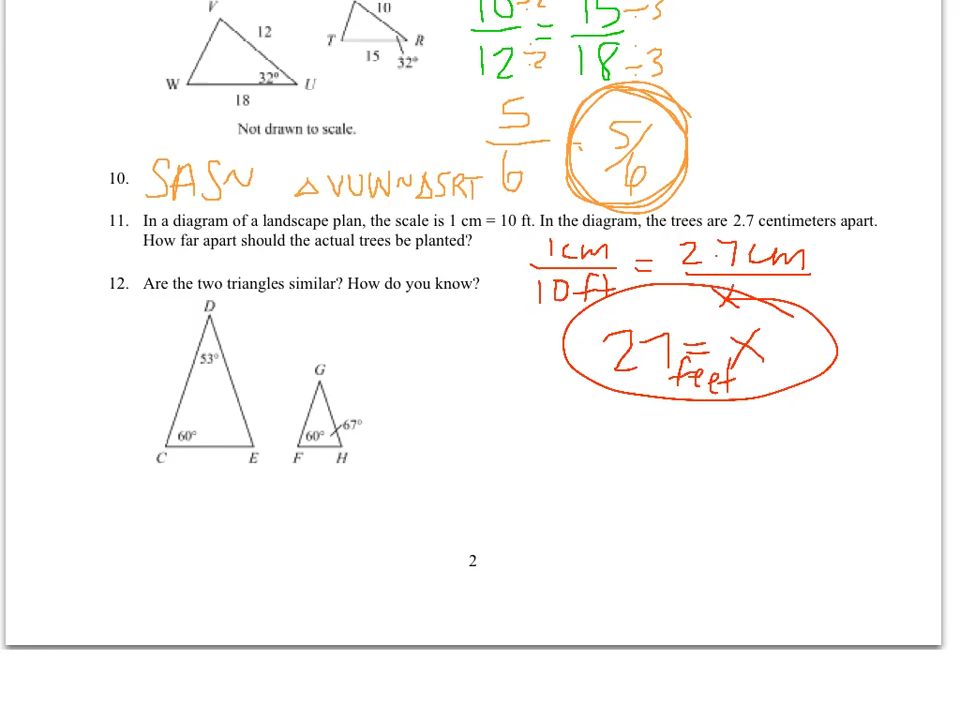 V
12
W
32°
U
18
10
T
R
15
32°
10÷2 = 15÷3
12÷2 18÷3
Not drawn to scale.
5/6 = 5/6
10. SAS~ △VUW~△SRT
11. In a diagram of a landscape plan, the scale is 1 cm = 10 ft. In the diagram, the trees are 2.7 centimeters apart.
How far apart should the actual trees be planted?
1cm = 2.7cm
10ft x
27 = x
feet
12. Are the two triangles similar? How do you know?
D
53°
60°
C
E
G
60°
67°
F
H
2